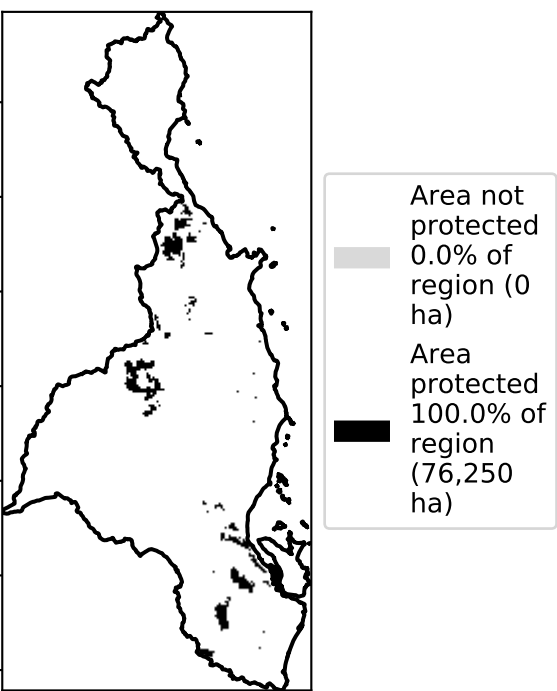 Area not
protected
0.0% of
region (0
ha)
Area
protected
100.0% of
region
(76,250
ha)